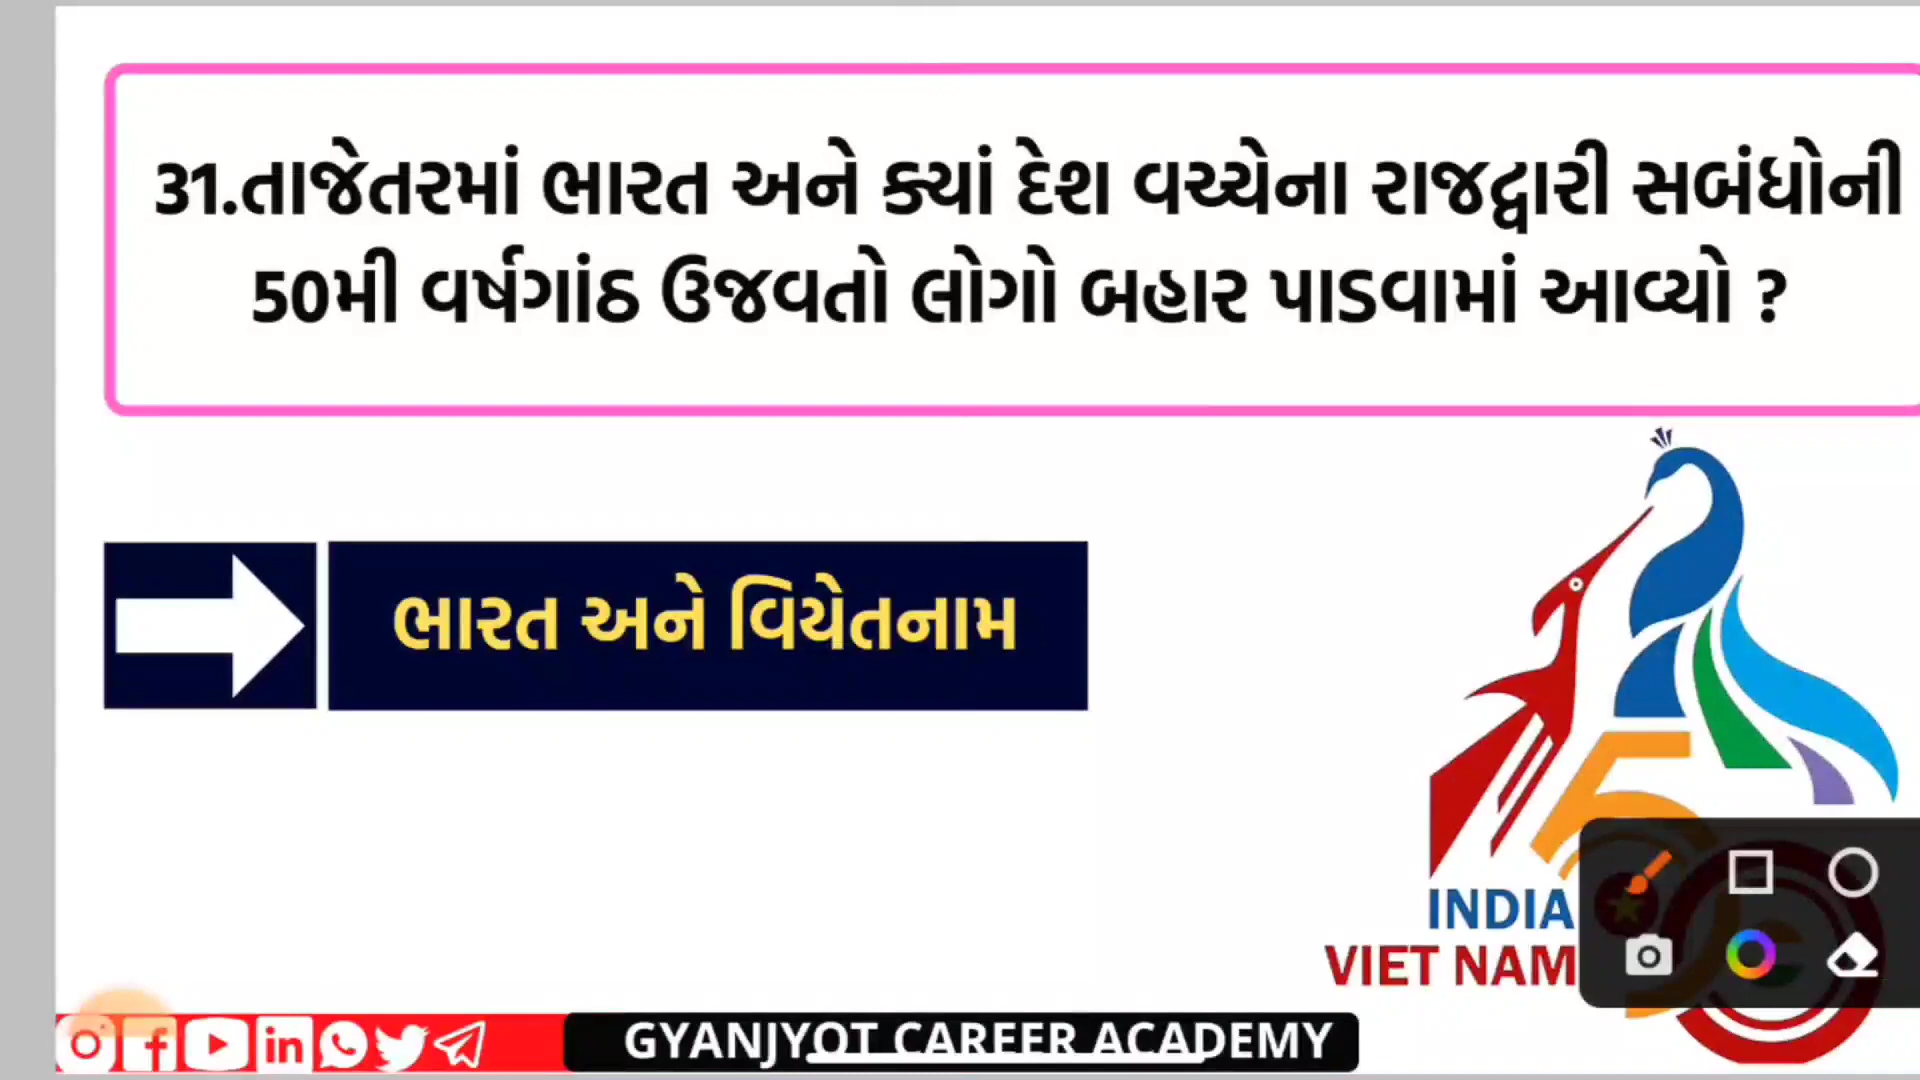 31.તાજેતરમાં ભારત અને ક્યાં દેશ વચ્ચેના રાજદ્વારી સબંધોની
50મી વર્ષગાંઠ ઉજવતો લોગો બહાર પાડવામાં આવ્યો ?
ભારત અને વિયેતનામ
INDIA
VIET NAM
GYANJYOT CAREER ACADEMY